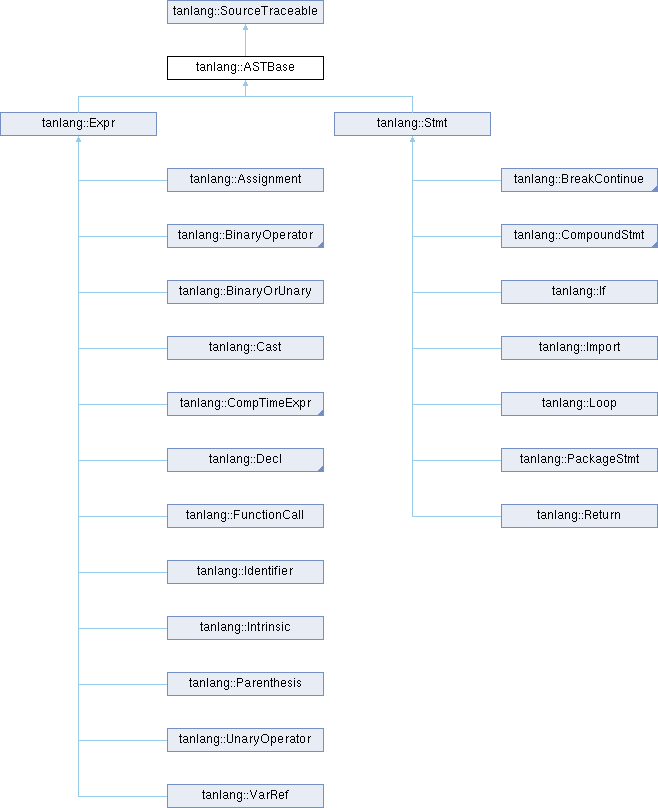 tanlang::SourceTraceable
tanlang::ASTBase
tanlang::Expr
tanlang::Stmt
tanlang::Assignment
tanlang::BreakContinue
tanlang::BinaryOperator
tanlang::CompoundStmt
tanlang::BinaryOrUnary
tanlang::If
tanlang::Cast
tanlang::Import
tanlang::CompTimeExpr
tanlang::Loop
tanlang::Decl
tanlang::PackageStmt
tanlang::FunctionCall
tanlang::Return
tanlang::Identifier
tanlang::Intrinsic
tanlang::Parenthesis
tanlang::UnaryOperator
tanlang::VarRef